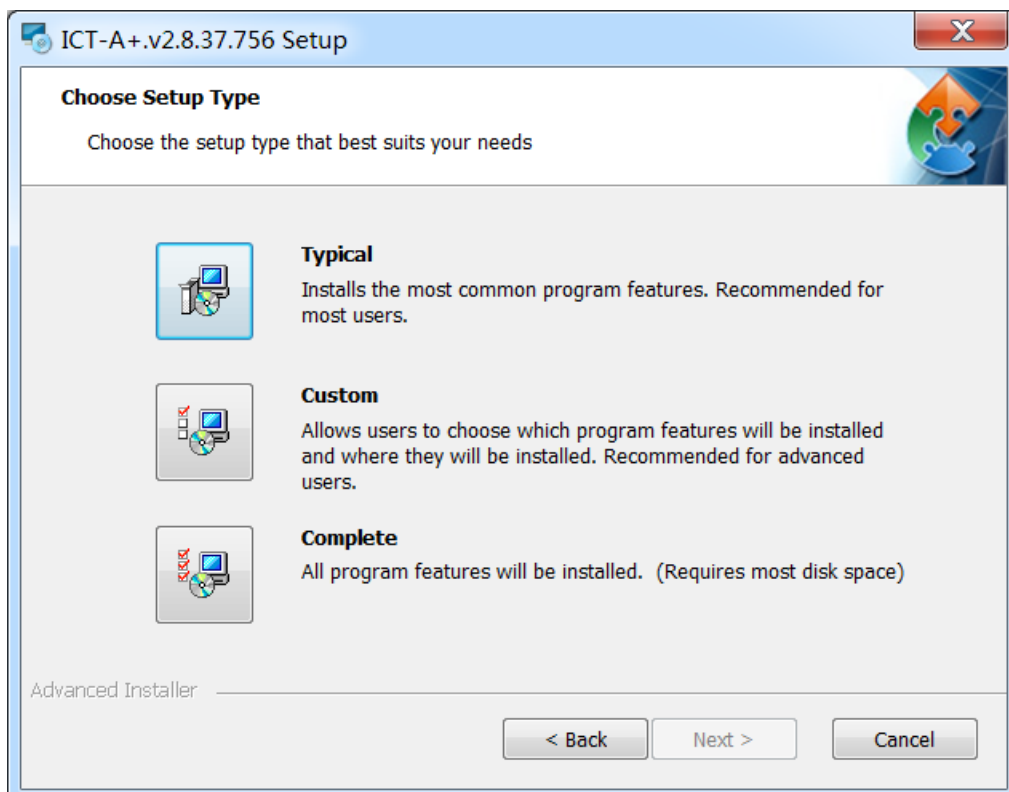 ICT-A+.v2.8.37.756 Setup
Choose Setup Type
Choose the setup type that best suits your needs
Typical
Installs the most common program features. Recommended for
most users.
Custom
Allows users to choose which program features will be installed
and where they will be installed. Recommended for advanced
users.
Complete
All program features will be installed.  (Requires most disk space)
Advanced Installer
< Back
Next >
Cancel